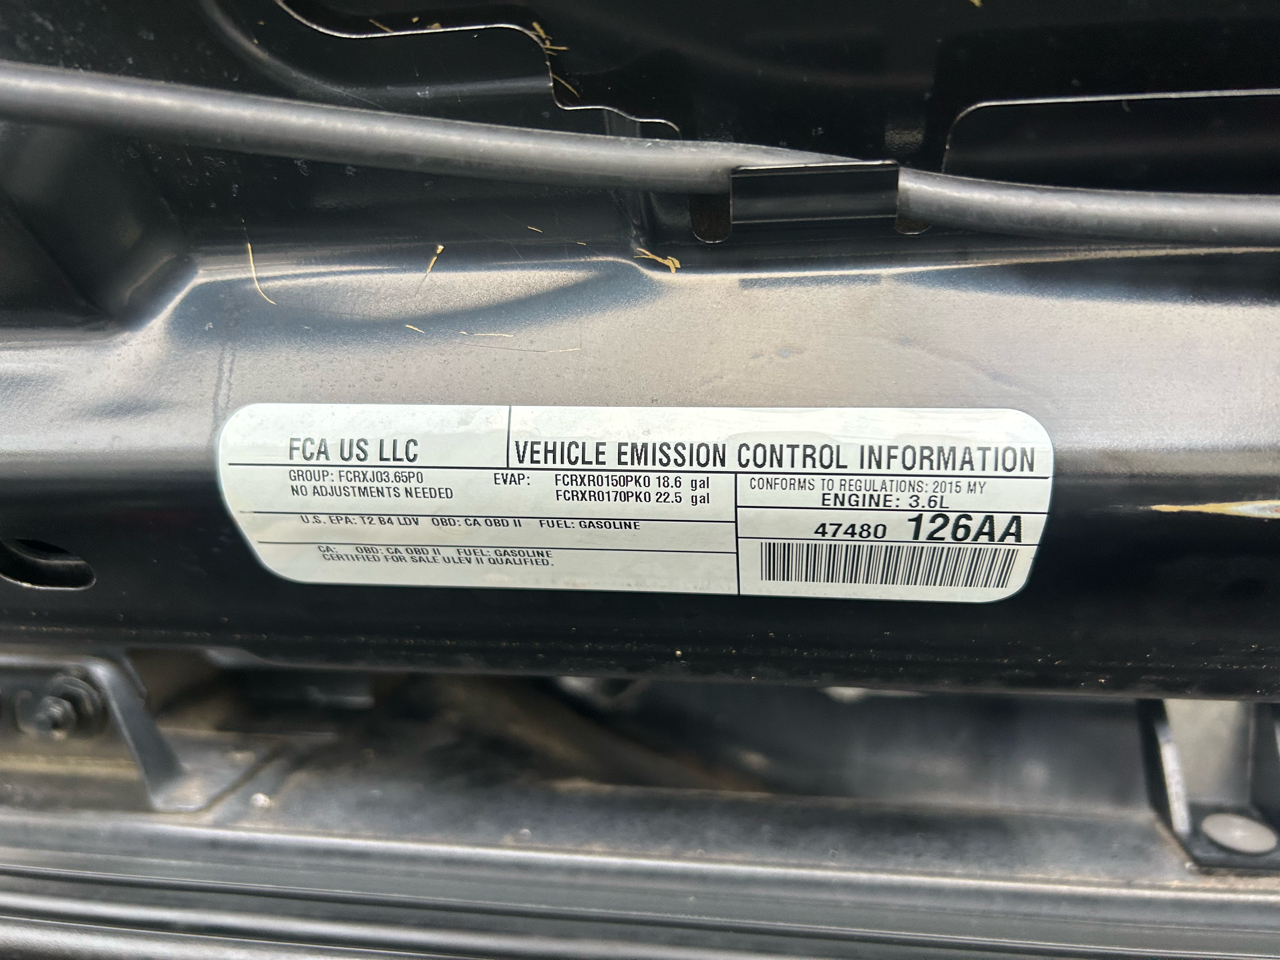 FCA US LLC
VEHICLE EMISSION CONTROL INFORMATION
GROUP: FCRXJ03.65P0
NO ADJUSTMENTS NEEDED
EVAP: FCRXR0150PK0 18.6 gal
FCRXR0170PK0 22.5 gal
CONFORMS TO REGULATIONS: 2015 MY
ENGINE: 3.6L
U.S. EPA: T2 B4 LDV OBD: CA OBD II FUEL: GASOLINE
47480 126AA
CA: OBD: CA OBD II FUEL: GASOLINE
CERTIFIED FOR SALE ULEV II QUALIFIED.